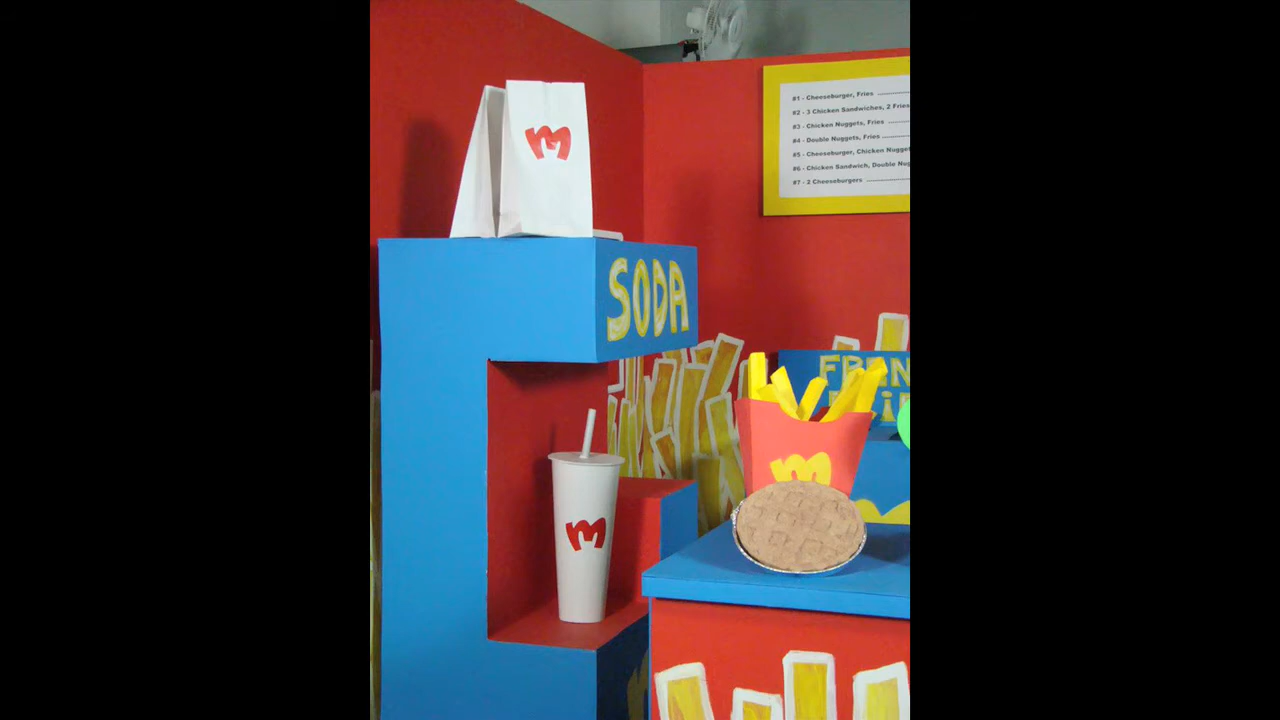 m
#1 - Cheeseburger, Fries
#2 - 3 Chicken Sandwiches, 2 Fries
#3 - Chicken Nuggets, Fries
#4 - Double Nuggets, Fries
#5 - Cheeseburger, Chicken Nugget
#6 - Chicken Sandwich, Double Nug
#7 - 2 Cheeseburgers
SODA
FREN
m
m